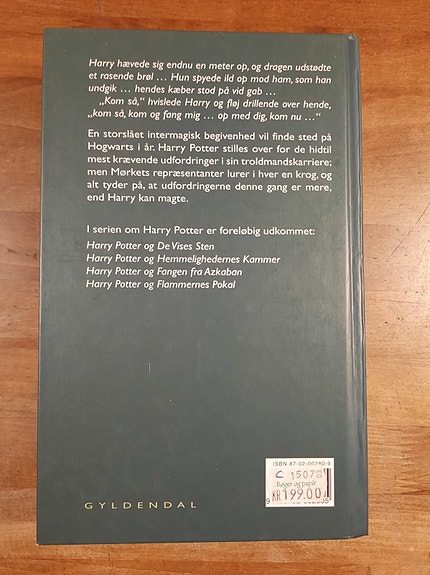 Harry hævede sig endnu en meter op, og dragen udstødte
et rasende brøl ... Hun spyede ild op mod ham, som han
undgik ... hendes kæber stod på vid gab ...
„Kom så,“ hvislede Harry og fløj drillende over hende,
„kom så, kom og fang mig ... op med dig, kom nu ...“
En storslået intermagisk begivenhed vil finde sted på
Hogwarts i år. Harry Potter stilles over for de hidtil
mest krævende udfordringer i sin troldmandskarriere;
men Mørkets repræsentanter lurer i hver en krog, og
alt tyder på, at udfordringerne denne gang er mere,
end Harry kan magte.
I serien om Harry Potter er foreløbig udkommet:
Harry Potter og De Vises Sten
Harry Potter og Hemmelighedernes Kammer
Harry Potter og Fangen fra Azkaban
Harry Potter og Flammernes Pokal
Bøger og papir
KR 199.00
GYLDENDAL